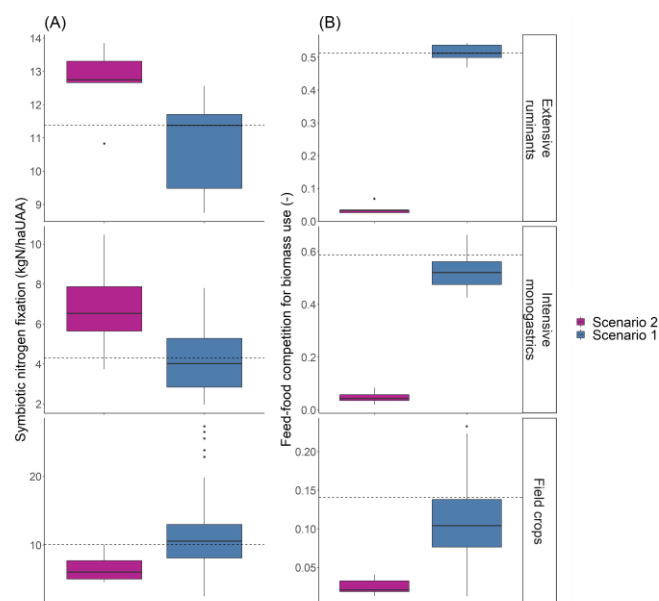 (A)
(B)
Symbiotic nitrogen fixation (kgN/haUAA)
14
13
12
11
10
9
10
8
6
4
2
20
10
Feed-food competition for biomass use (-)
0.5
0.4
0.3
0.2
0.1
0.0
0.6
0.4
0.2
0.0
0.20
0.15
0.10
0.05
Extensive
ruminants
Intensive
monogastrics
Field crops
Scenario 2
Scenario 1